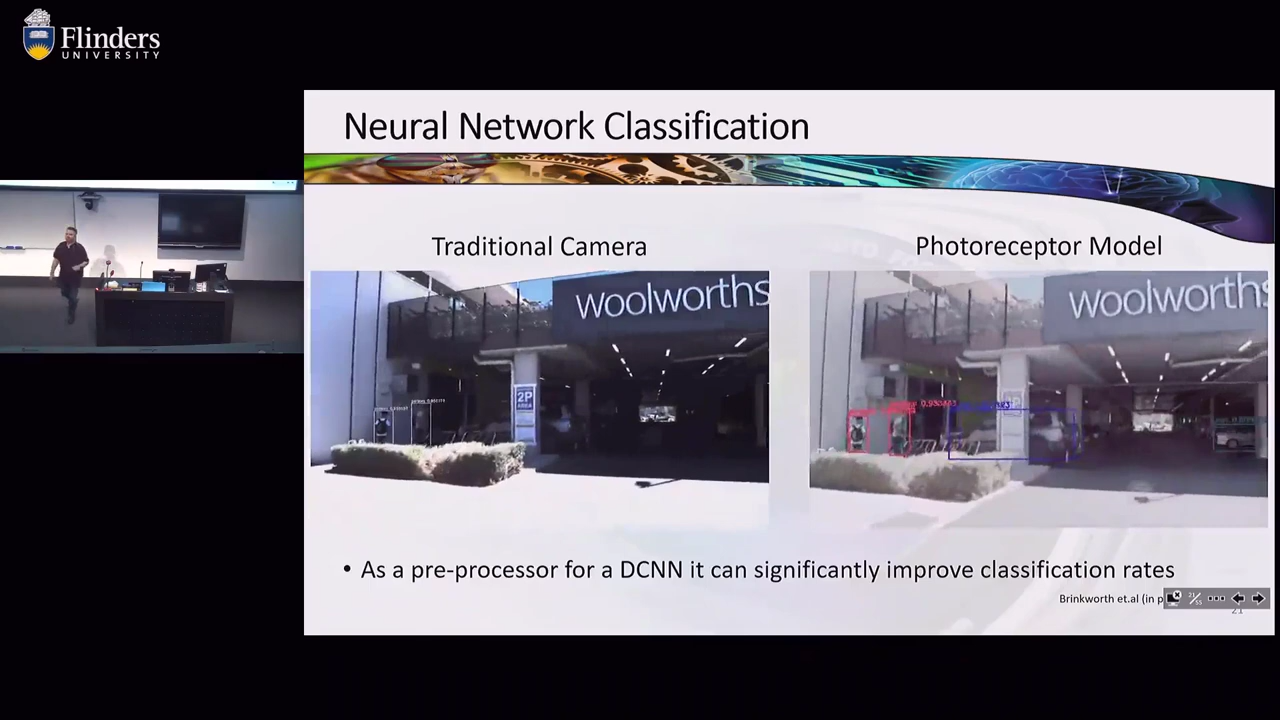 Flinders
UNIVERSITY
Neural Network Classification
Traditional Camera
Photoreceptor Model
woolworths
2P
woolworths
• As a pre-processor for a DCNN it can significantly improve classification rates
Brinkworth et.al (in p
21